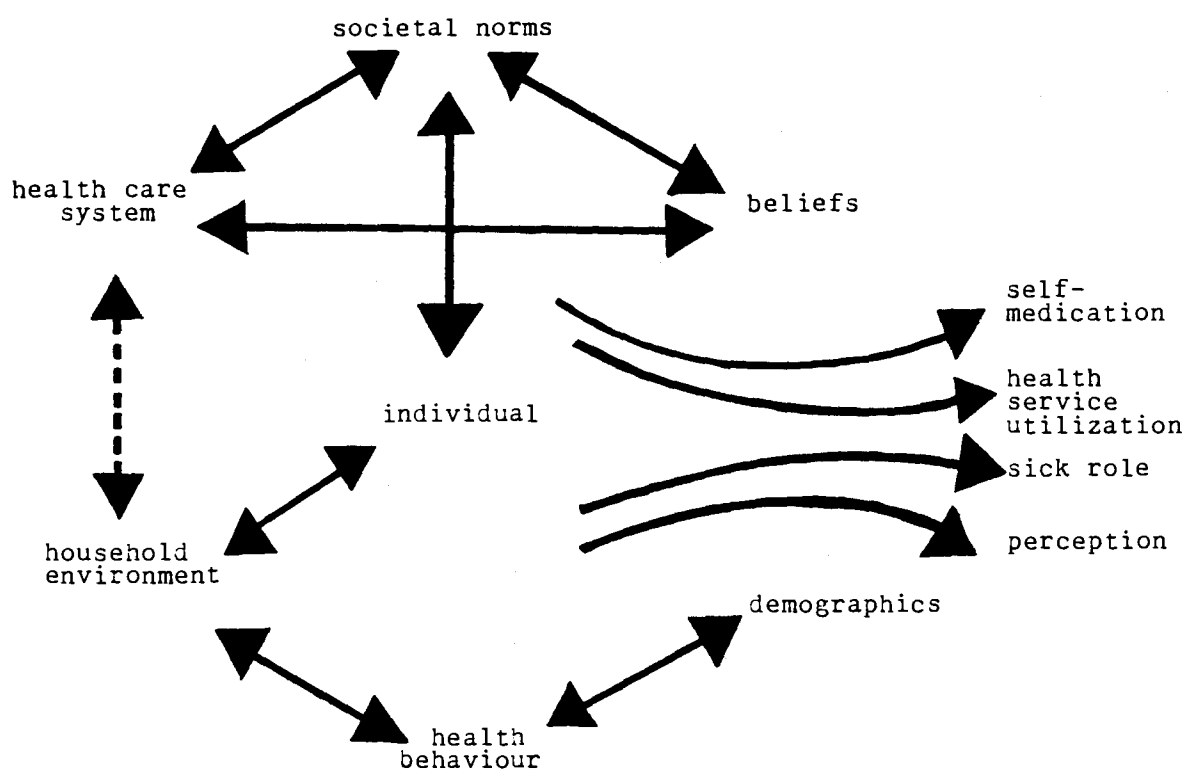 societal norms
health care
system
beliefs
self-
medication
health
service
utilization
individual
sick role
perception
household
environment
demographics
health
behaviour